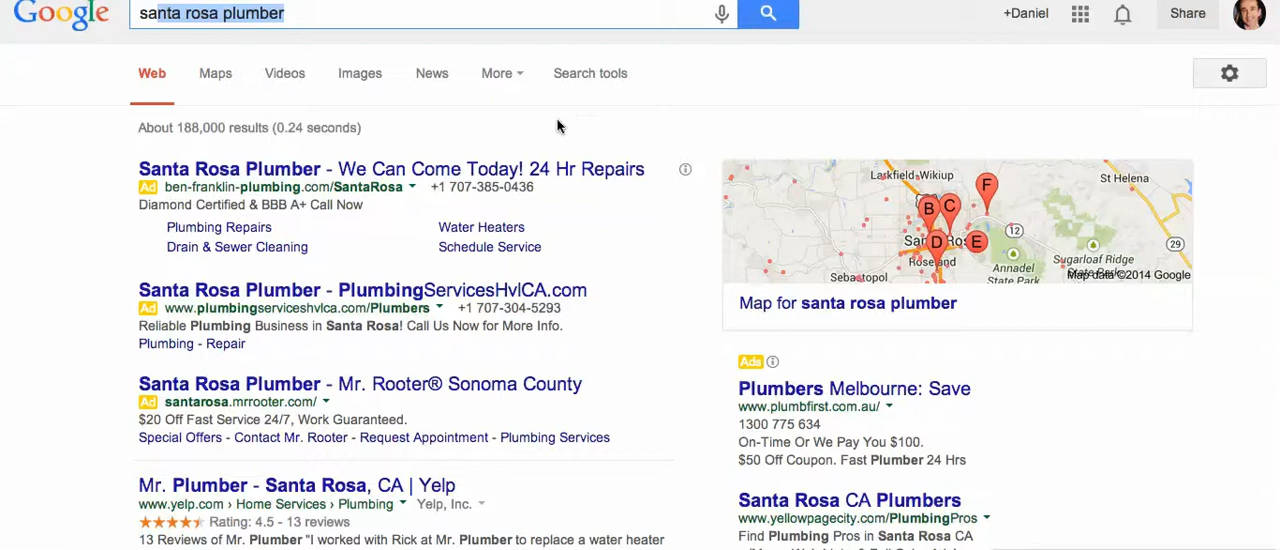 Google
santa rosa plumber
+Daniel
Share
Web Maps Videos Images News More Search tools
About 188,000 results (0.24 seconds)
Santa Rosa Plumber - We Can Come Today! 24 Hr Repairs
Ad ben-franklin-plumbing.com/SantaRosa +1 707-385-0436
Diamond Certified & BBB A+ Call Now
Plumbing Repairs Water Heaters
Drain & Sewer Cleaning Schedule Service
Santa Rosa Plumber - PlumbingServicesHvlCA.com
Ad www.plumbingserviceshvlca.com/Plumbers +1 707-304-5293
Reliable Plumbing Business in Santa Rosa! Call Us Now for More Info.
Plumbing - Repair
Santa Rosa Plumber - Mr. Rooter® Sonoma County
Ad santarosa.mrrooter.com/
$20 Off Fast Service 24/7, Work Guaranteed.
Special Offers - Contact Mr. Rooter - Request Appointment - Plumbing Services
Mr. Plumber - Santa Rosa, CA | Yelp
www.yelp.com › Home Services › Plumbing Yelp, Inc.
Rating: 4.5 - 13 reviews
13 Reviews of Mr. Plumber "I worked with Rick at Mr. Plumber to replace a water heater
Larkfield-Wikiup
St Helena
F
B C
D E
12
29
Roseland
Sebastopol
Annadel
State Park
Sugarloaf Ridge
Map data ©2014 Google
Map for santa rosa plumber
Ads
Plumbers Melbourne: Save
www.plumbfirst.com.au/
1300 775 634
On-Time Or We Pay You $100.
$50 Off Coupon. Fast Plumber 24 Hrs
Santa Rosa CA Plumbers
www.yellowpagecity.com/PlumbingPros
Find Plumbing Pros in Santa Rosa CA